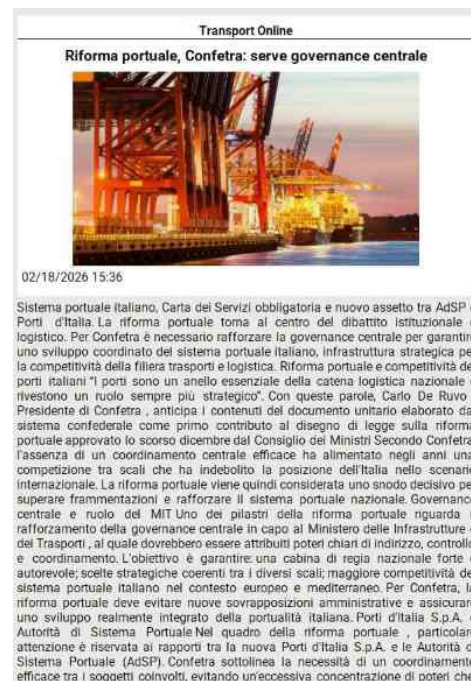 Transport Online
Riforma portuale, Confetra: serve governance centrale
02/18/2026 15:36
Sistema portuale italiano, Carta dei Servizi obbligatoria e nuovo assetto tra AdSP
Porti d'Italia. La riforma portuale torna al centro del dibattito istituzionale
logistico. Per Confetra è necessario rafforzare la governance centrale per garantire
uno sviluppo coordinato del sistema portuale italiano, infrastruttura strategica per
la competitività della filiera trasporti e logistica. Riforma portuale e competitività dei
porti italiani "I porti sono un anello essenziale della catena logistica nazionale
rivestono un ruolo sempre più strategico". Con queste parole, Carlo De Ruvo
Presidente di Confetra , anticipa i contenuti del documento unitario elaborato dal
sistema confederale come primo contributo al disegno di legge sulla riforma
portuale approvato lo scorso dicembre dal Consiglio dei Ministri Secondo Confetra
l'assenza di un coordinamento centrale efficace ha alimentato negli anni una
competizione tra scali che ha indebolito la posizione dell'Italia nello scenario
internazionale. La riforma portuale viene quindi considerata uno snodo decisivo per
superare frammentazioni e rafforzare il sistema portuale nazionale. Governance
centrale e ruolo del MIT Uno dei pilastri della riforma portuale riguarda
rafforzamento della governance centrale in capo al Ministero delle Infrastrutture
dei Trasporti , al quale dovrebbero essere attribuiti poteri chiari di indirizzo, controllo
e coordinamento. L'obiettivo è garantire: una cabina di regia nazionale forte
autorevole; scelte strategiche coerenti tra i diversi scali; maggiore competitività del
sistema portuale italiano nel contesto europeo e mediterraneo. Per Confetra, la
riforma portuale deve evitare nuove sovrapposizioni amministrative e assicurare
uno sviluppo realmente integrato della portualità italiana. Porti d'Italia S.p.A.
Autorità di Sistema Portuale Nel quadro della riforma portuale , particolare
attenzione è riservata ai rapporti tra la nuova Porti d'Italia S.p.A. e le Autorità di
Sistema Portuale (AdSP). Confetra sottolinea la necessità di un coordinamento
efficace tra i soggetti coinvolti, evitando un'eccessiva concentrazione di poteri che